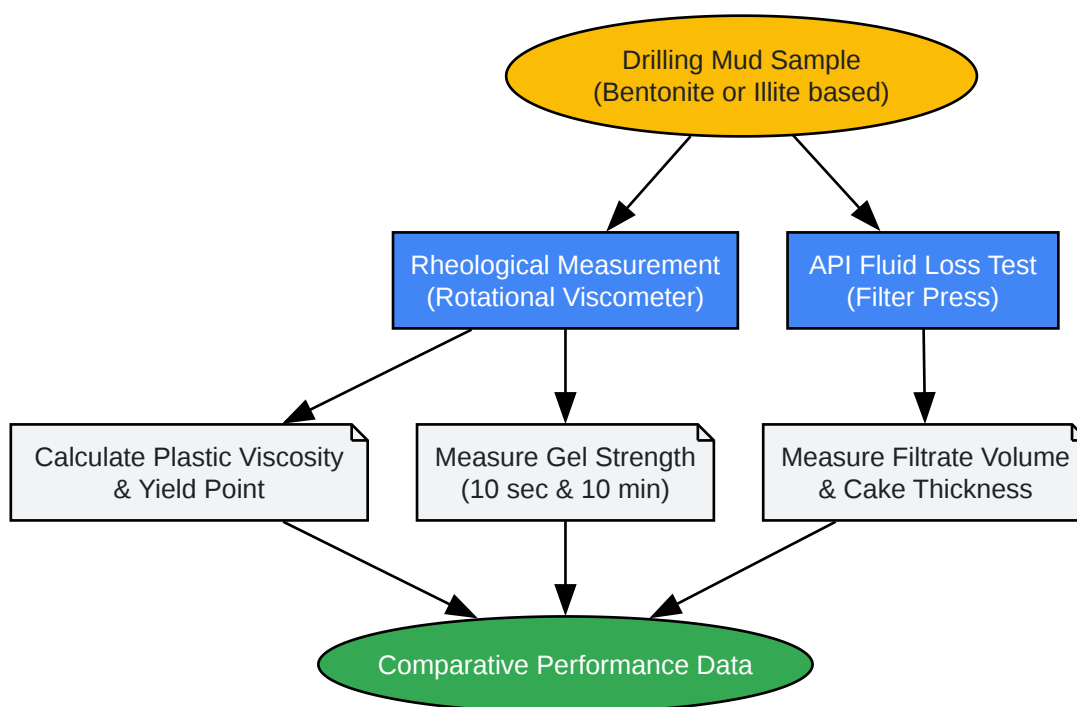 Drilling Mud Sample
(Bentonite or Illite based)
Rheological Measurement
(Rotational Viscometer)
API Fluid Loss Test
(Filter Press)
Calculate Plastic Viscosity
& Yield Point
Measure Gel Strength
(10 sec & 10 min)
Measure Filtrate Volume
& Cake Thickness
Comparative Performance Data